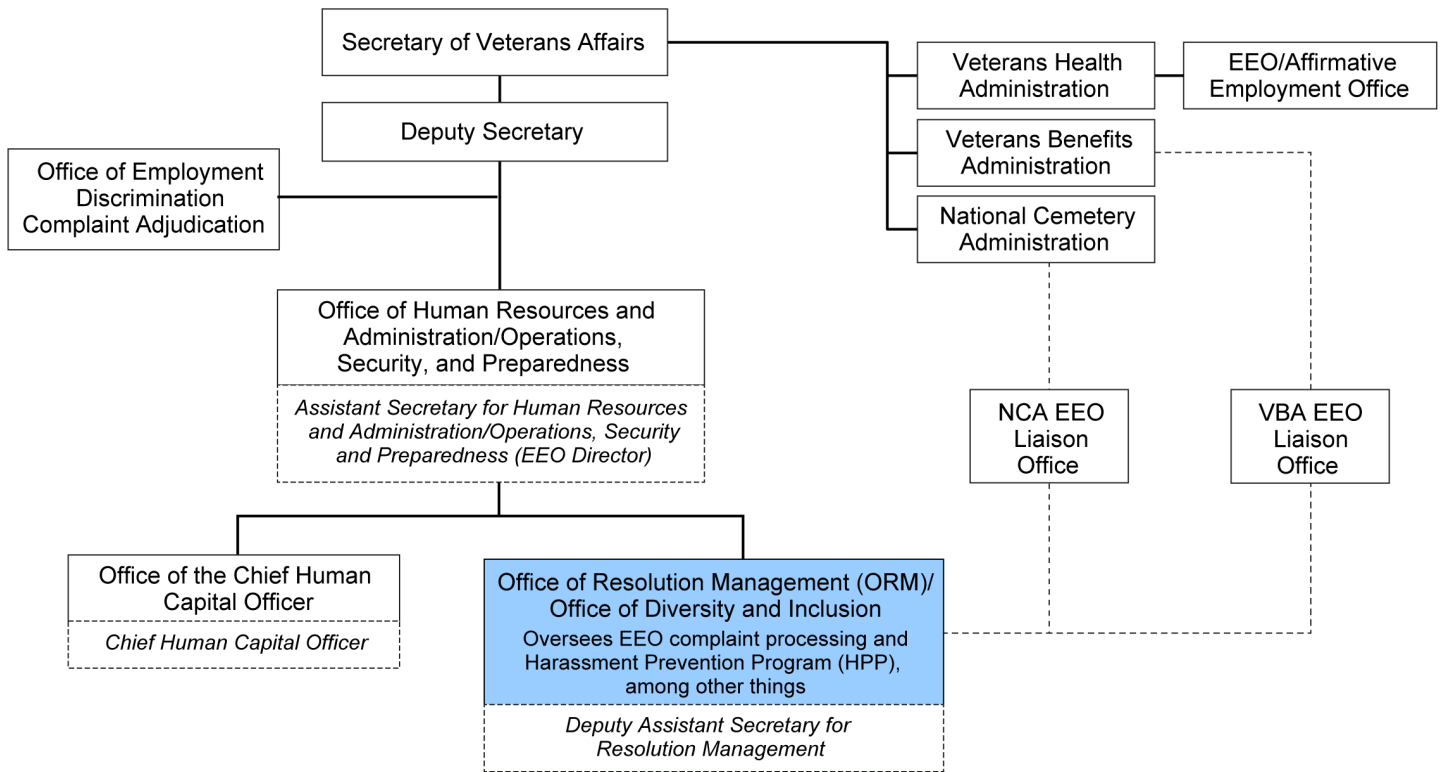 Secretary of Veterans Affairs
Deputy Secretary
Office of Employment
Discrimination
Complaint Adjudication
Veterans Health
Administration
EEO/Affirmative
Employment Office
Veterans Benefits
Administration
National Cemetery
Administration
Office of Human Resources and
Administration/Operations,
Security, and Preparedness
Assistant Secretary for Human Resources
and Administration/Operations, Security
and Preparedness (EEO Director)
NCA EEO
Liaison
Office
VBA EEO
Liaison
Office
Office of the Chief Human
Capital Officer
Chief Human Capital Officer
Office of Resolution Management (ORM)/
Office of Diversity and Inclusion
Oversees EEO complaint processing and
Harassment Prevention Program (HPP),
among other things
Deputy Assistant Secretary for
Resolution Management